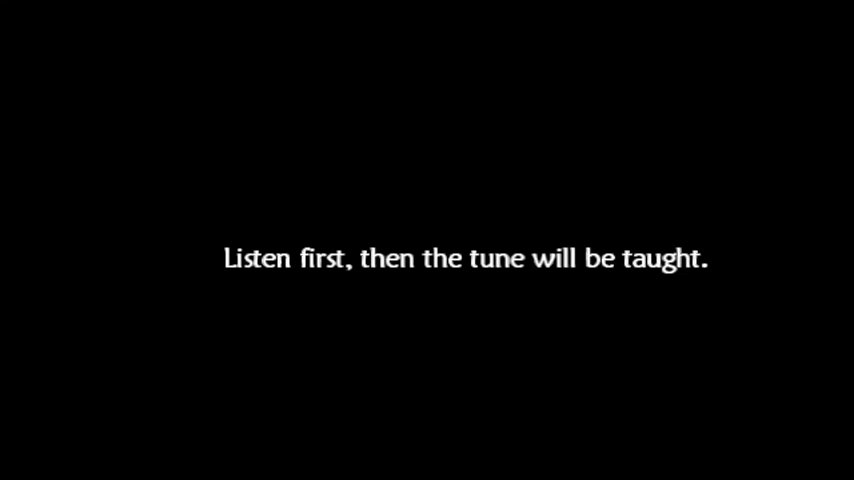 Listen first, then the tune will be taught.